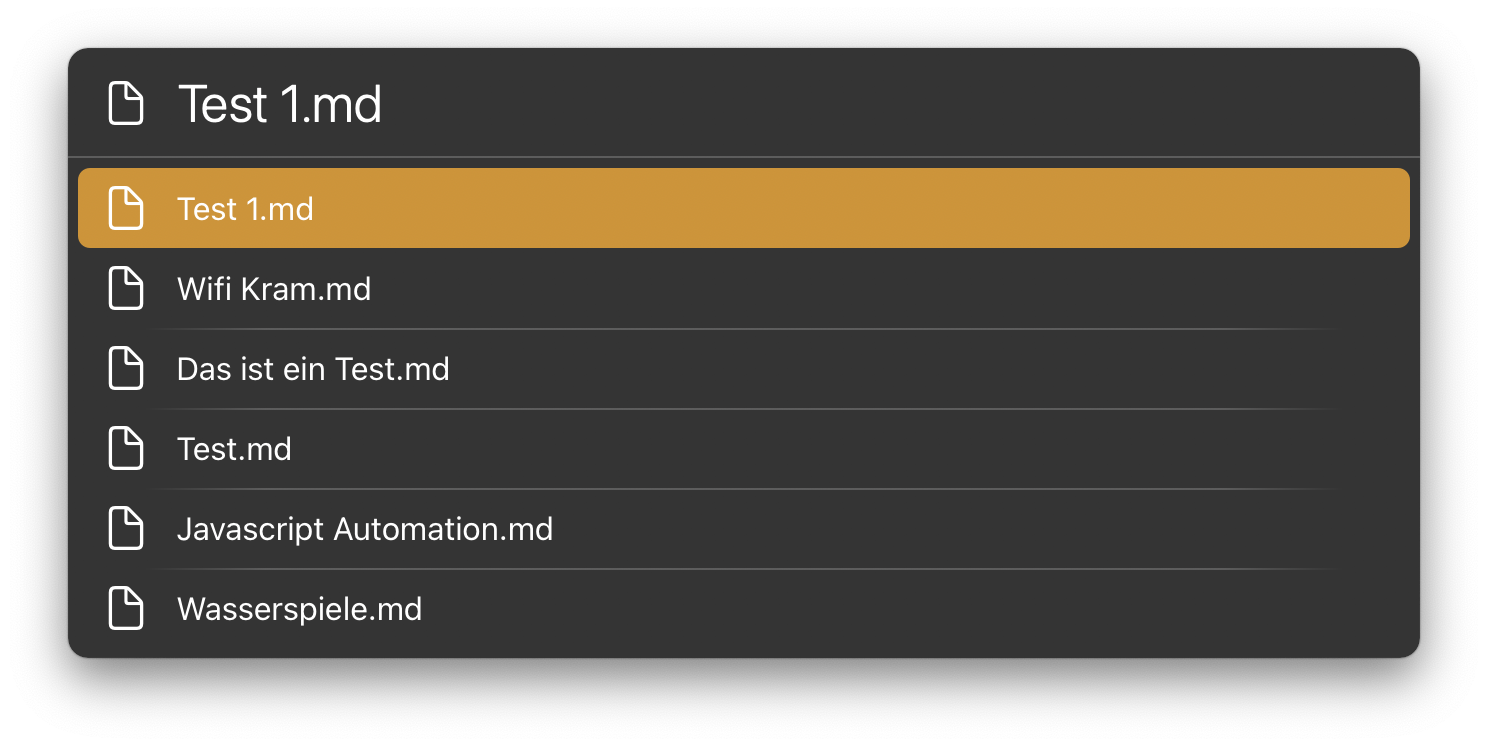 Test 1.md
Test 1.md
Wifi Kram.md
Das ist ein Test.md
Test.md
Javascript Automation.md
Wasserspiele.md